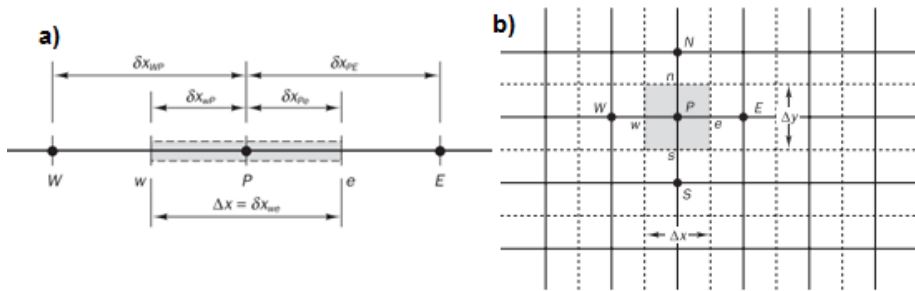 a)
δx_WP δx_PE
δx_wP δx_Pe
W w P e E
Δx = δx_we
b)
N
n
W w P e E
Δy
s
S
Δx